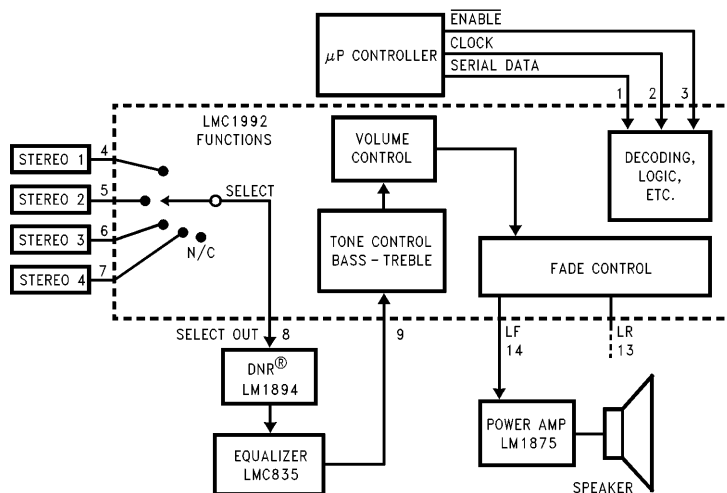 ENABLE
μP CONTROLLER
CLOCK
SERIAL DATA
1 2 3
LMC1992
FUNCTIONS
VOLUME
CONTROL
DECODING,
LOGIC,
ETC.
STEREO 1
4
STEREO 2
5
SELECT
STEREO 3
6
N/C
STEREO 4
7
TONE CONTROL
BASS-TREBLE
FADE CONTROL
SELECT OUT
8
9
LF
14
LR
13
DNR®
LM1894
EQUALIZER
LMC835
POWER AMP
LM1875
SPEAKER